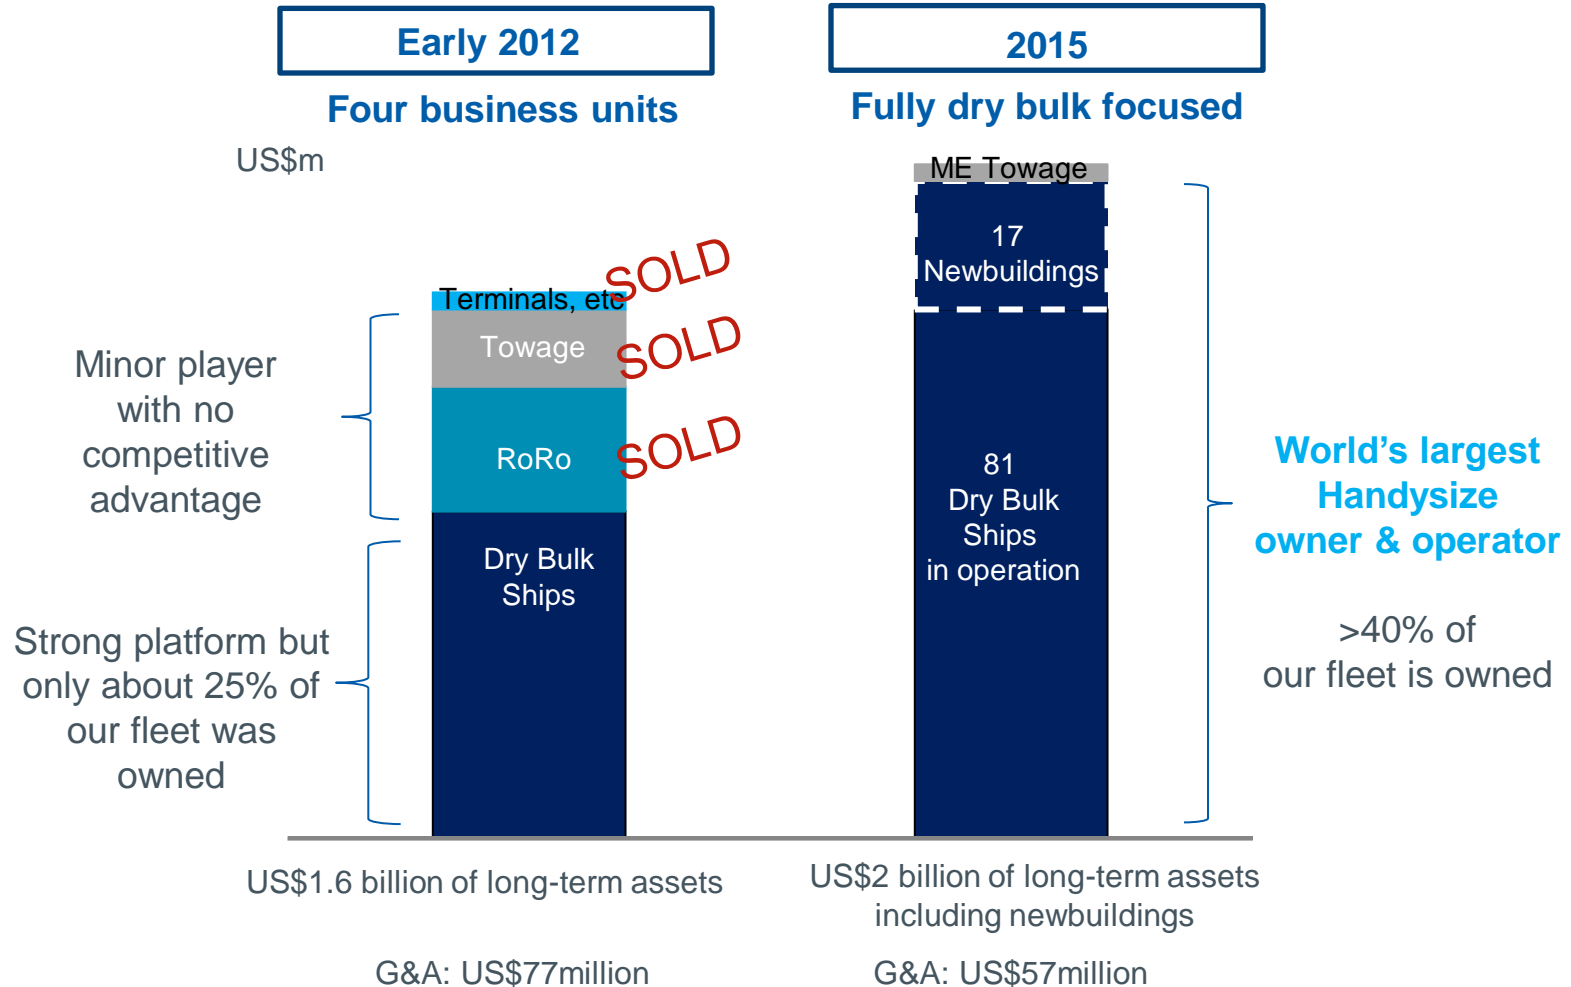 Early 2012
Four business units
US$m
Terminals, etc
SOLD
Towage
SOLD
RoRo
SOLD
Dry Bulk
Ships
Minor player
with no
competitive
advantage
Strong platform but
only about 25% of
our fleet was
owned
US$1.6 billion of long-term assets
G&A: US$77million
2015
Fully dry bulk focused
ME Towage
17
Newbuildings
81
Dry Bulk
Ships
in operation
World’s largest
Handysize
owner & operator
>40% of
our fleet is owned
US$2 billion of long-term assets
including newbuildings
G&A: US$57million